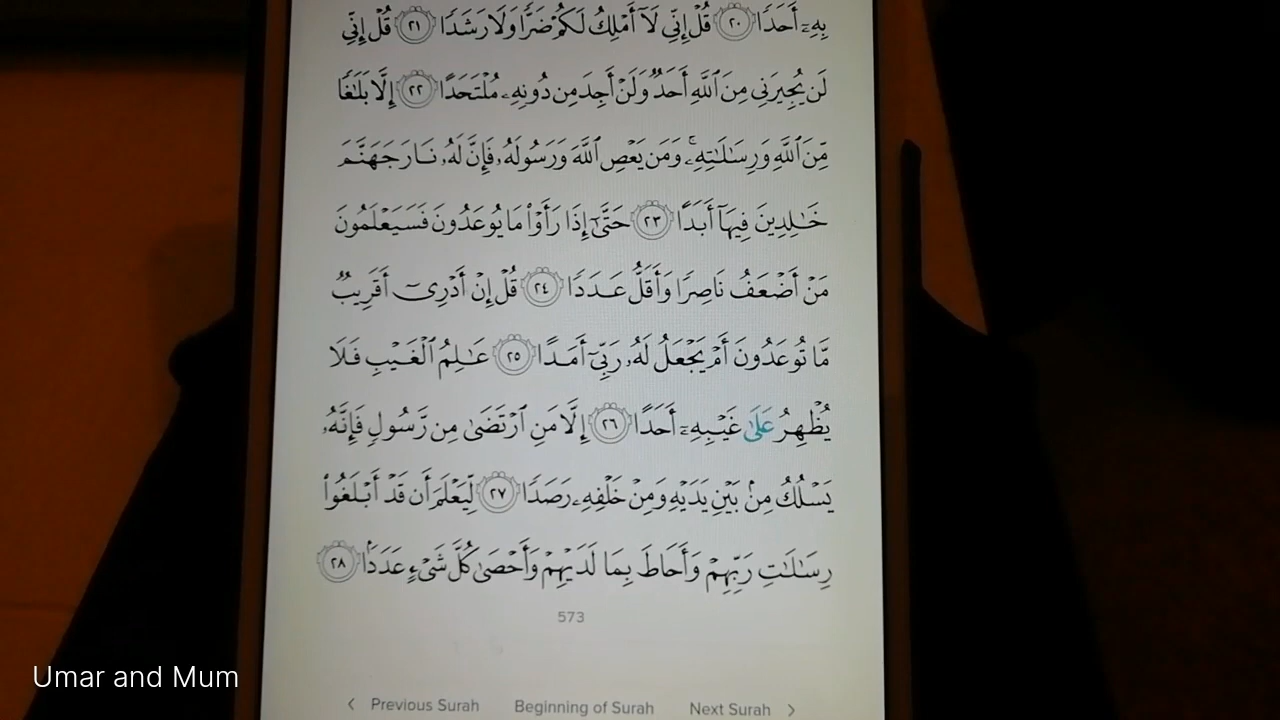 بِهِۦٓ أَحَدًا ٢٠ قُلْ إِنِّى لَآ أَمْلِكُ لَكُمْ ضَرًّا وَلَا رَشَدًا ٢١ قُلْ إِنِّى
لَن يُجِيرَنِى مِنَ ٱللَّهِ أَحَدٌ وَلَنْ أَجِدَ مِن دُونِهِۦ مُلْتَحَدًا ٢٢ إِلَّا بَلَـٰغًا
مِّنَ ٱللَّهِ وَرِسَـٰلَـٰتِهِۦ ۚ وَمَن يَعْصِ ٱللَّهَ وَرَسُولَهُۥ فَإِنَّ لَهُۥ نَارَ جَهَنَّمَ
خَـٰلِدِينَ فِيهَآ أَبَدًا ٢٣ حَتَّىٰٓ إِذَا رَأَوْا۟ مَا يُوعَدُونَ فَسَيَعْلَمُونَ
مَنْ أَضْعَفُ نَاصِرًا وَأَقَلُّ عَدَدًا ٢٤ قُلْ إِنْ أَدْرِىٓ أَقَرِيبٌ
مَّا تُوعَدُونَ أَمْ يَجْعَلُ لَهُۥ رَبِّىٓ أَمَدًا ٢٥ عَـٰلِمُ ٱلْغَيْبِ فَلَا
يُظْهِرُ عَلَىٰ غَيْبِهِۦٓ أَحَدًا ٢٦ إِلَّا مَنِ ٱرْتَضَىٰ مِن رَّسُولٍ فَإِنَّهُۥ
يَسْلُكُ مِنۢ بَيْنِ يَدَيْهِ وَمِنْ خَلْفِهِۦ رَصَدًا ٢٧ لِّيَعْلَمَ أَن قَدْ أَبْلَغُوا۟
رِسَـٰلَـٰتِ رَبِّهِمْ وَأَحَاطَ بِمَا لَدَيْهِمْ وَأَحْصَىٰ كُلَّ شَىْءٍ عَدَدًۢا ٢٨
573
< Previous Surah Beginning of Surah Next Surah >
Umar and Mum